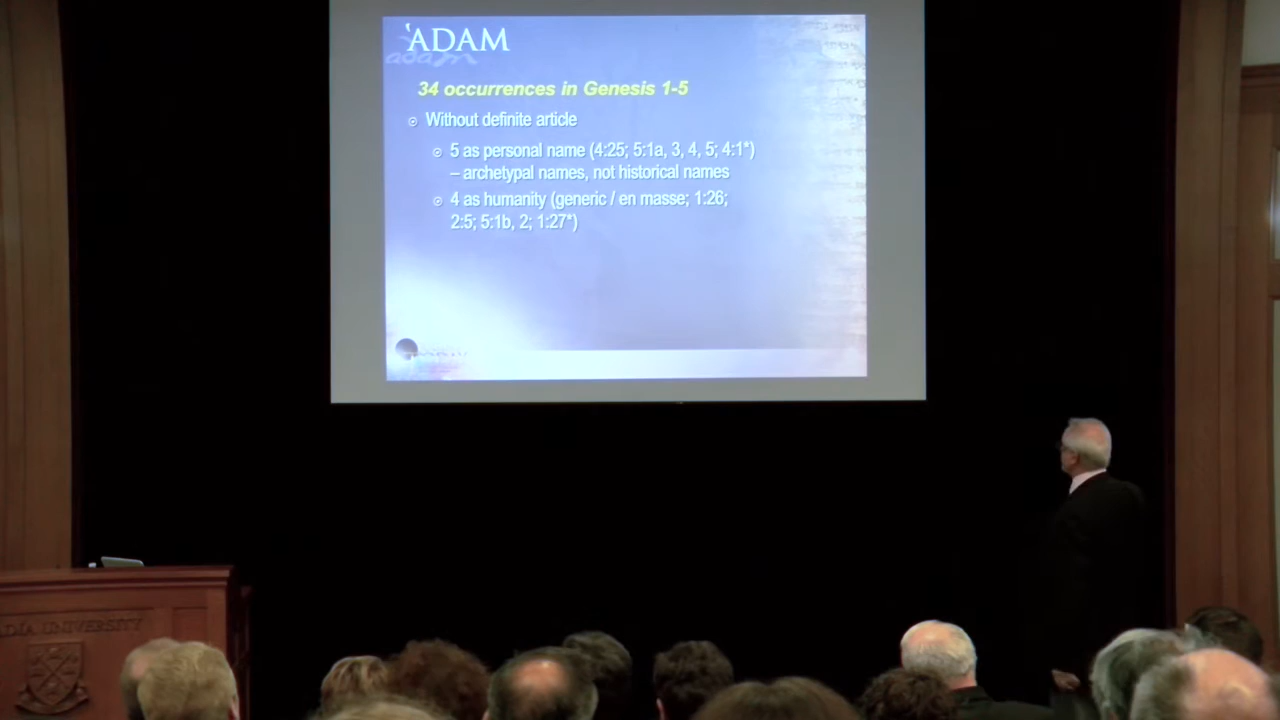 'ADAM
adam
34 occurrences in Genesis 1-5
Without definite article
5 as personal name (4:25; 5:1a, 3, 4, 5; 4:1*)
– archetypal names, not historical names
4 as humanity (generic / en masse; 1:26;
2:5; 5:1b, 2; 1:27*)
UNIVERSITY